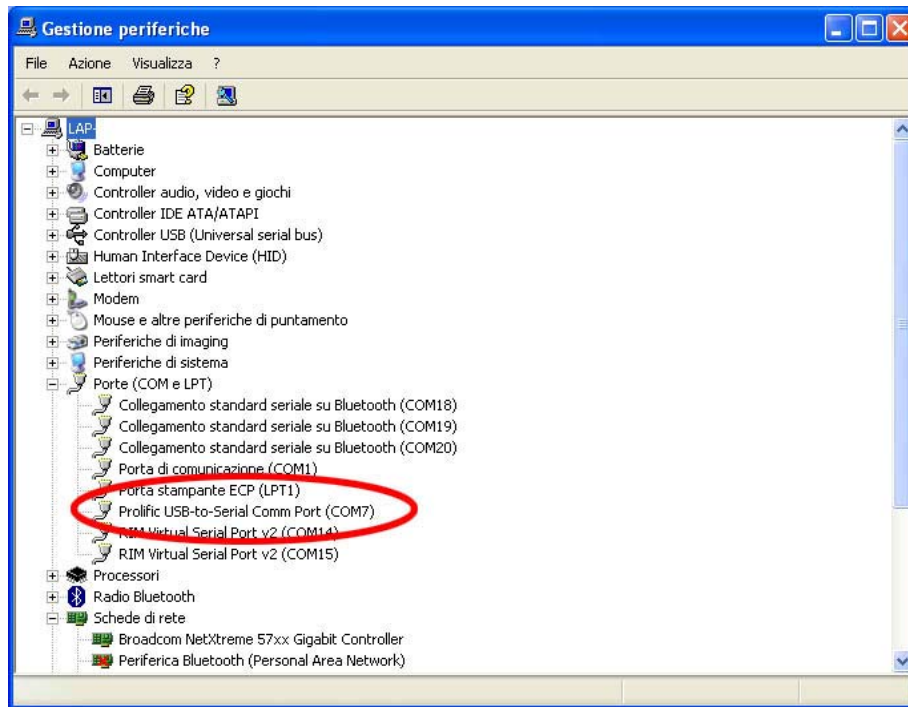 Gestione periferiche
File Azione Visualizza ?
LAP-
Batterie
Computer
Controller audio, video e giochi
Controller IDE ATA/ATAPI
Controller USB (Universal serial bus)
Human Interface Device (HID)
Lettori smart card
Modem
Mouse e altre periferiche di puntamento
Periferiche di imaging
Periferiche di sistema
Porte (COM e LPT)
Collegamento standard seriale su Bluetooth (COM18)
Collegamento standard seriale su Bluetooth (COM19)
Collegamento standard seriale su Bluetooth (COM20)
Porta di comunicazione (COM1)
Porta stampante ECP (LPT1)
Prolific USB-to-Serial Comm Port (COM7)
RIM Virtual Serial Port v2 (COM14)
RIM Virtual Serial Port v2 (COM15)
Processori
Radio Bluetooth
Schede di rete
Broadcom NetXtreme 57xx Gigabit Controller
Periferica Bluetooth (Personal Area Network)